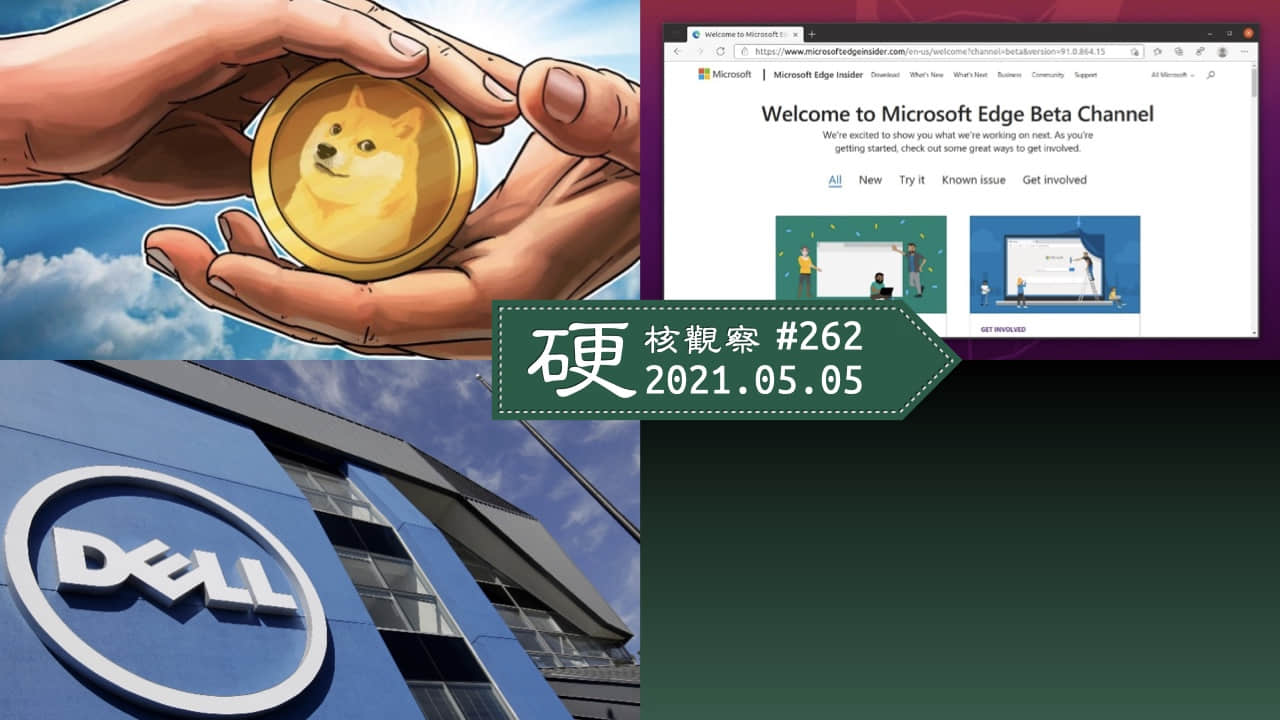 Welcome to Microsoft E
https://www.microsoftedgeinsider.com/en-us/welcome?channel=beta&version=91.0.864.15
Microsoft | Microsoft Edge Insider Download What's New What's Next Business Community Support All Microsoft
Welcome to Microsoft Edge Beta Channel
We're excited to show you what we're working on next. As you're
getting started, check out some great ways to get involved.
All New Try it Known issue Get involved
GET INVOLVED
硬核觀察 #262
2021.05.05
DELL